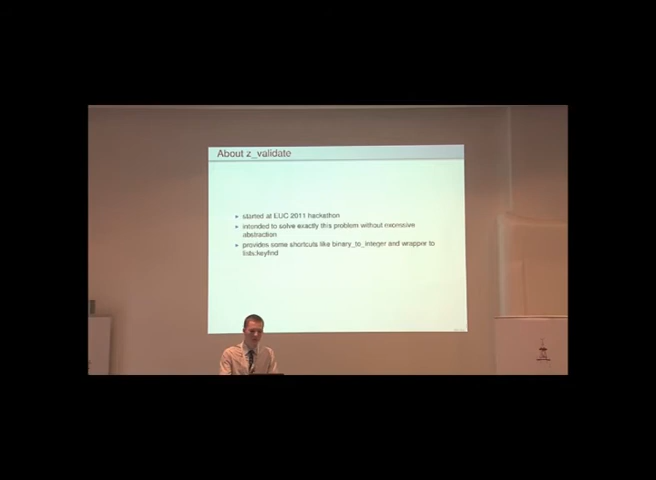 About z_validate
started at EUC 2011 hackathon
intended to solve exactly this problem without excessive
abstraction
provides some shortcuts like binary_to_integer and wrapper to
lists:keyfind